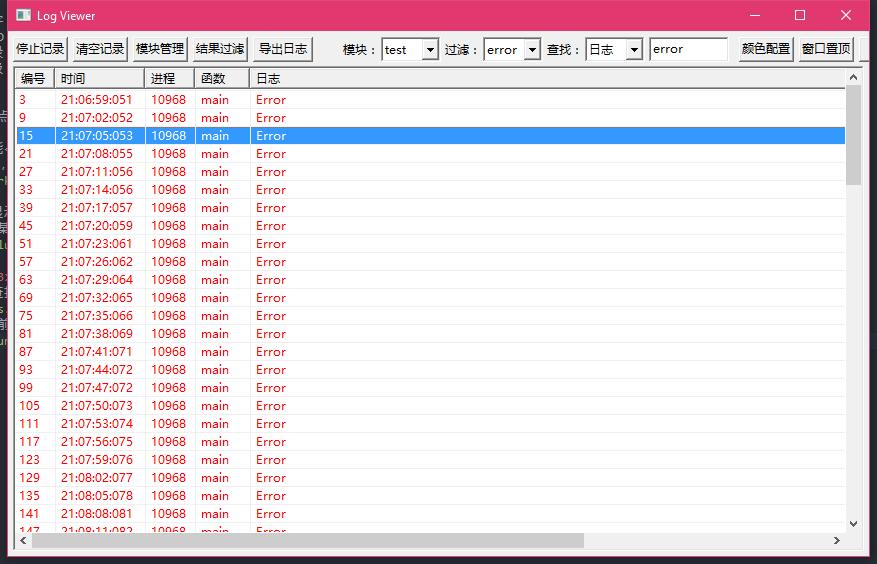 Log Viewer
停止记录 清空记录 模块管理 结果过滤 导出日志 模块： test 过滤： error 查找： 日志 error 颜色配置 窗口置顶
编号 时间 进程 函数 日志
3 21:06:59:051 10968 main Error
9 21:07:02:052 10968 main Error
15 21:07:05:053 10968 main Error
21 21:07:08:055 10968 main Error
27 21:07:11:056 10968 main Error
33 21:07:14:056 10968 main Error
39 21:07:17:057 10968 main Error
45 21:07:20:059 10968 main Error
51 21:07:23:061 10968 main Error
57 21:07:26:062 10968 main Error
63 21:07:29:064 10968 main Error
69 21:07:32:065 10968 main Error
75 21:07:35:066 10968 main Error
81 21:07:38:069 10968 main Error
87 21:07:41:071 10968 main Error
93 21:07:44:072 10968 main Error
99 21:07:47:072 10968 main Error
105 21:07:50:073 10968 main Error
111 21:07:53:074 10968 main Error
117 21:07:56:075 10968 main Error
123 21:07:59:076 10968 main Error
129 21:08:02:077 10968 main Error
135 21:08:05:078 10968 main Error
141 21:08:08:081 10968 main Error
147 21:08:11:082 10968 main Error